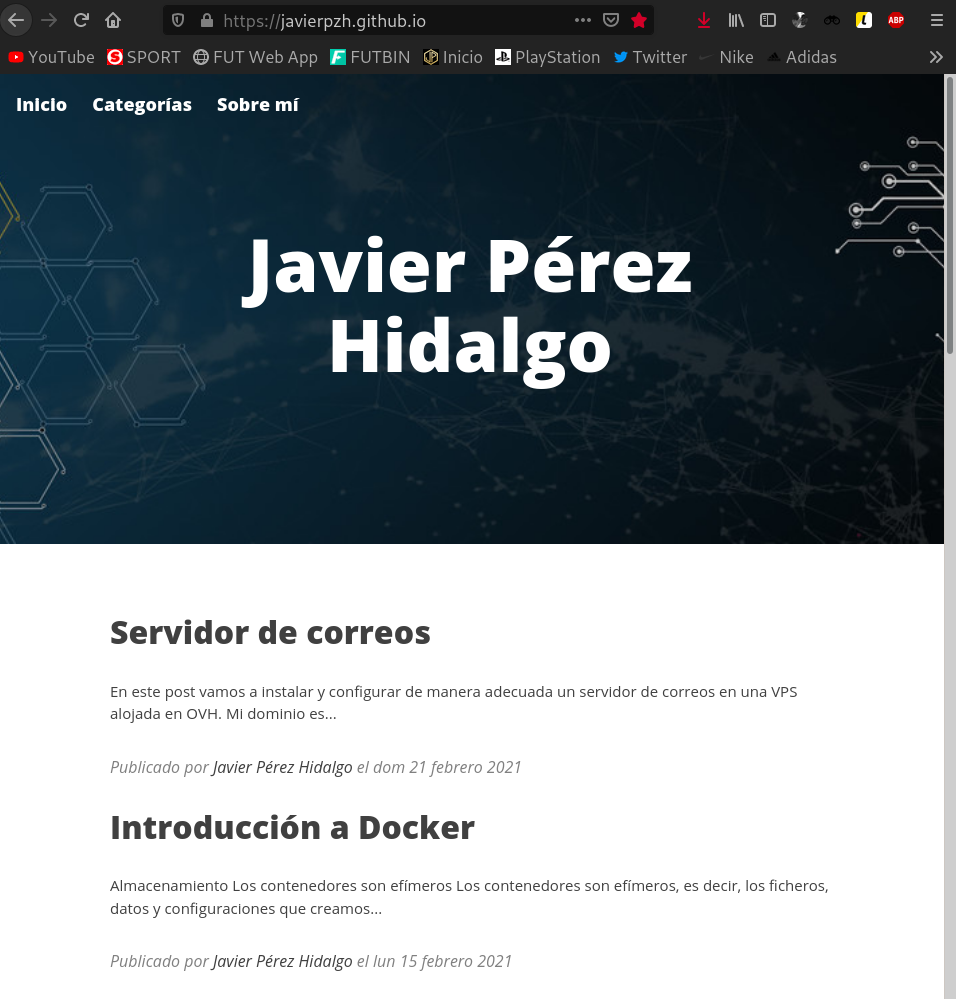 https://javierpzh.github.io
ABP
YouTube SPORT FUT Web App FUTBIN Inicio PlayStation Twitter Nike Adidas
Inicio Categorías Sobre mí
Javier Pérez
Hidalgo
Servidor de correos
En este post vamos a instalar y configurar de manera adecuada un servidor de correos en una VPS
alojada en OVH. Mi dominio es...
Publicado por Javier Pérez Hidalgo el dom 21 febrero 2021
Introducción a Docker
Almacenamiento Los contenedores son efímeros Los contenedores son efímeros, es decir, los ficheros,
datos y configuraciones que creamos...
Publicado por Javier Pérez Hidalgo el lun 15 febrero 2021